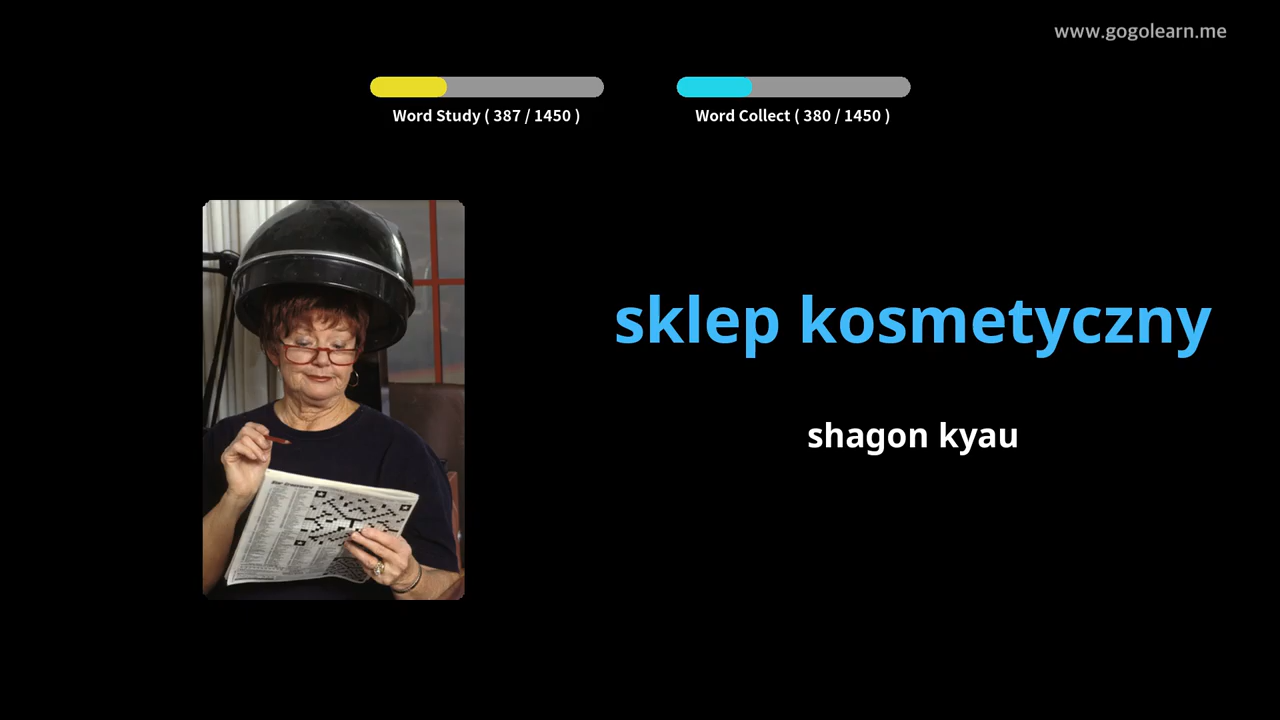 www.gogolearn.me
Word Study ( 387 / 1450 )
Word Collect ( 380 / 1450 )
sklep kosmetyczny
shagon kyau